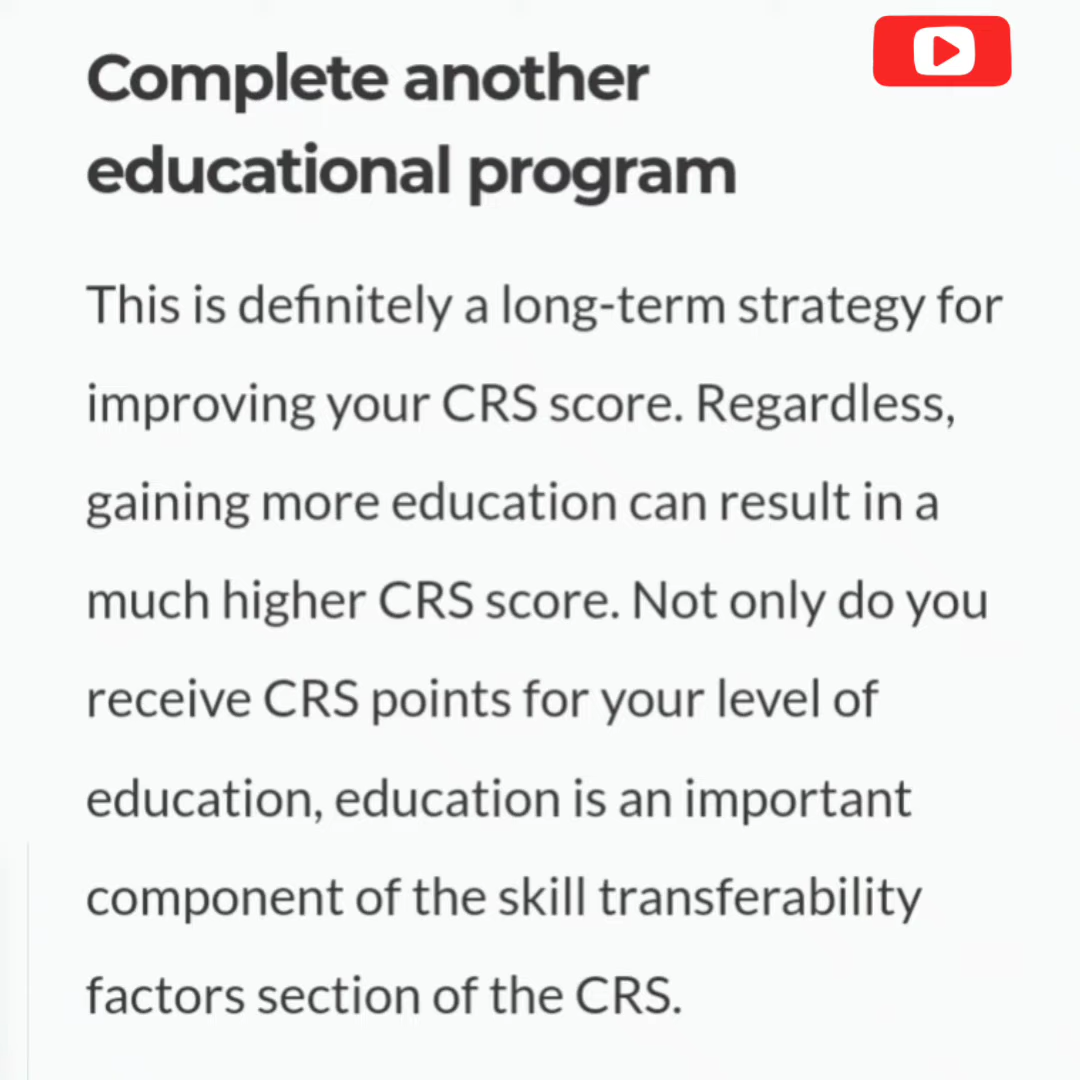 Complete another
educational program
This is definitely a long-term strategy for
improving your CRS score. Regardless,
gaining more education can result in a
much higher CRS score. Not only do you
receive CRS points for your level of
education, education is an important
component of the skill transferability
factors section of the CRS.